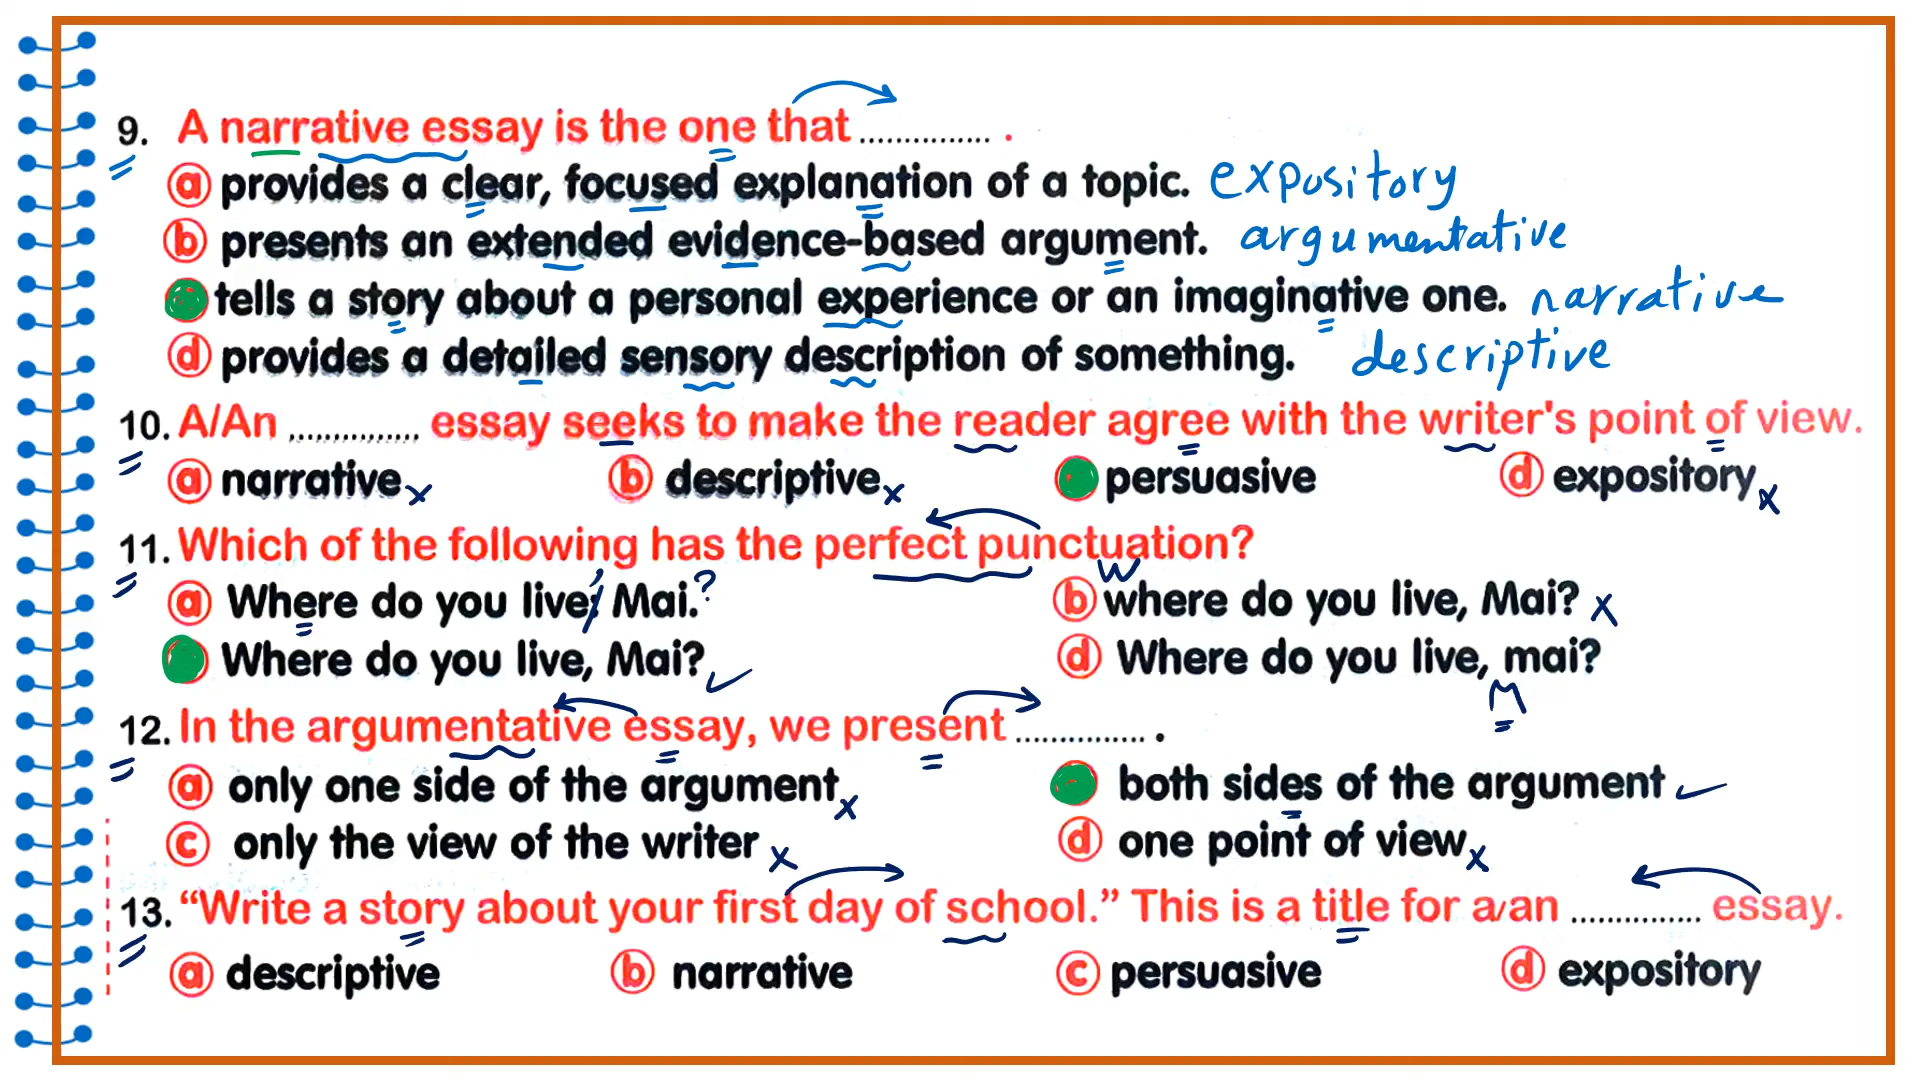 9. A narrative essay is the one that ............... .
ⓐ provides a clear, focused explanation of a topic. expository
ⓑ presents an extended evidence-based argument. argumentative
tells a story about a personal experience or an imaginative one. narrative
ⓓ provides a detailed sensory description of something. descriptive
10. A/An ............... essay seeks to make the reader agree with the writer's point of view.
ⓐ narrative x ⓑ descriptive x persuasive ⓓ expository x
11. Which of the following has the perfect punctuation?
ⓐ Where do you live; Mai.? ⓑ where do you live, Mai? x
W
Where do you live, Mai? ✓ ⓓ Where do you live, mai?
M
12. In the argumentative essay, we present ............... .
ⓐ only one side of the argument x both sides of the argument ✓
ⓒ only the view of the writer x ⓓ one point of view x
13. “Write a story about your first day of school.” This is a title for a/an ............... essay.
ⓐ descriptive ⓑ narrative ⓒ persuasive ⓓ expository